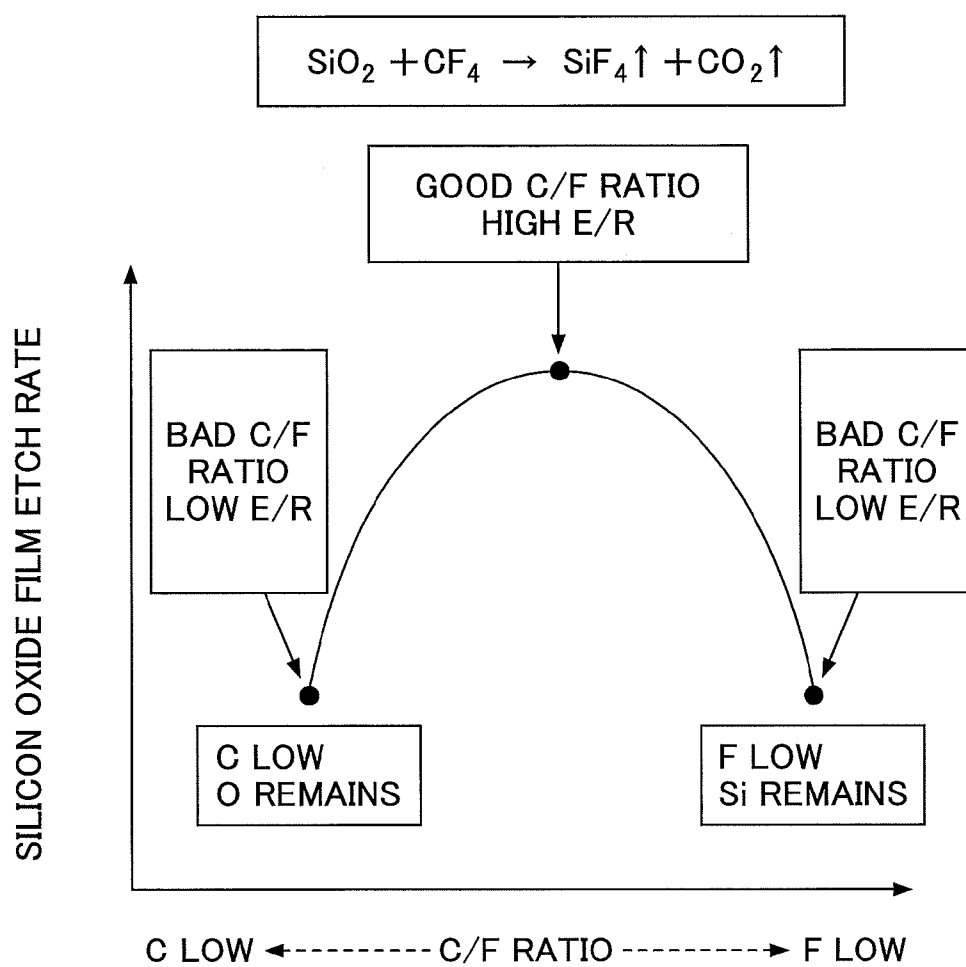 SiO₂ +CF₄ → SiF₄↑ +CO₂↑
GOOD C/F RATIO
HIGH E/R
SILICON OXIDE FILM ETCH RATE
BAD C/F
RATIO
LOW E/R
BAD C/F
RATIO
LOW E/R
C LOW
O REMAINS
F LOW
Si REMAINS
C LOW C/F RATIO F LOW